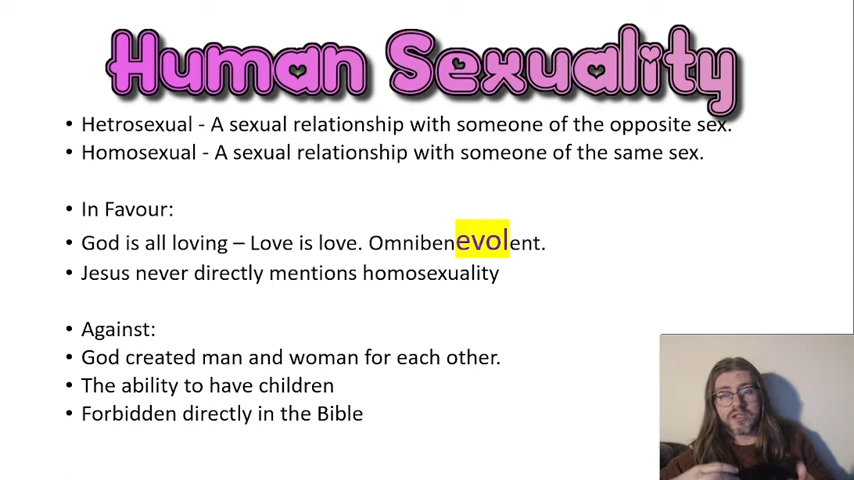 Human Sexuality
• Hetrosexual - A sexual relationship with someone of the opposite sex.
• Homosexual - A sexual relationship with someone of the same sex.
• In Favour:
• God is all loving – Love is love. Omnibenevolent.
• Jesus never directly mentions homosexuality
• Against:
• God created man and woman for each other.
• The ability to have children
• Forbidden directly in the Bible